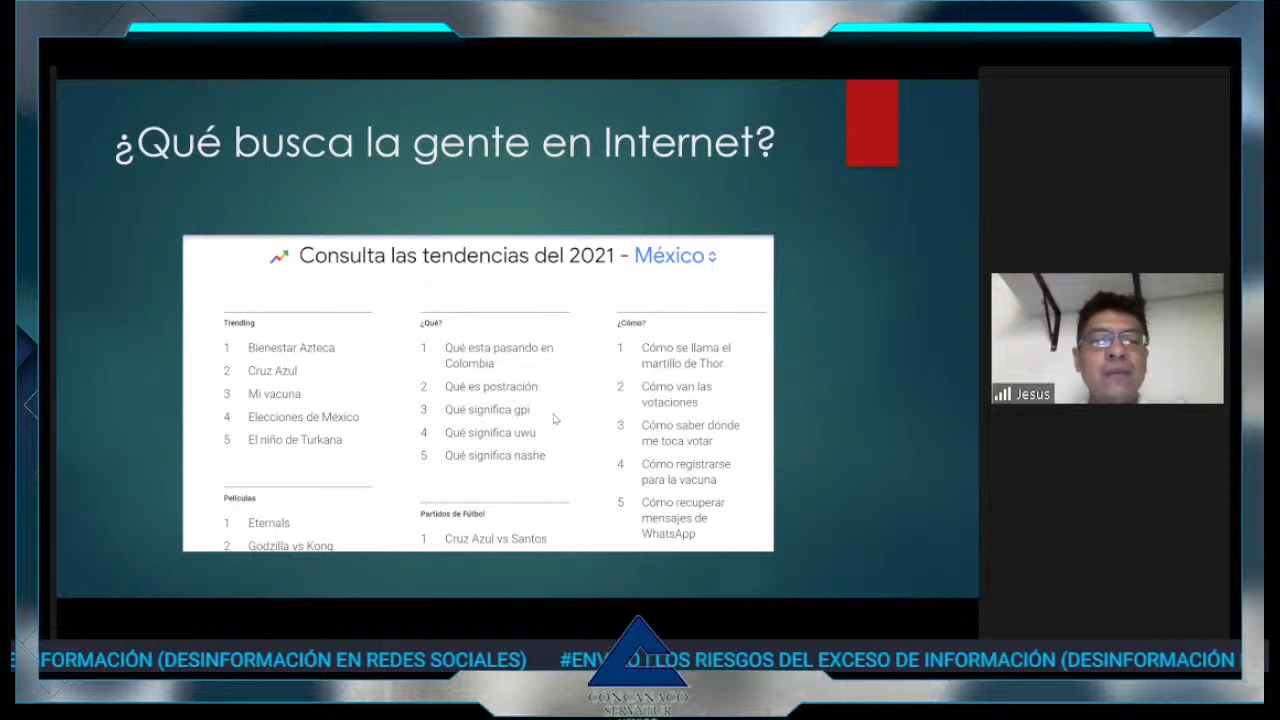 ¿Qué busca la gente en Internet?
Consulta las tendencias del 2021 - México
Trending
1 Bienestar Azteca
2 Cruz Azul
3 Mi vacuna
4 Elecciones de México
5 El niño de Turkana
Películas
1 Eternals
2 Godzilla vs Kong
¿Qué?
1 Qué esta pasando en
Colombia
2 Qué es postración
3 Qué significa gpi
4 Qué significa uwu
5 Qué significa nashe
Partidos de Fútbol
1 Cruz Azul vs Santos
¿Cómo?
1 Cómo se llama el
martillo de Thor
2 Cómo van las
votaciones
3 Cómo saber dónde
me toca votar
4 Cómo registrarse
para la vacuna
5 Cómo recuperar
mensajes de
WhatsApp
Jesus
FORMACIÓN (DESINFORMACIÓN EN REDES SOCIALES) #ENV LOS RIESGOS DEL EXCESO DE INFORMACIÓN (DESINFORMACIÓN
CONCANACO
SERVYTUR